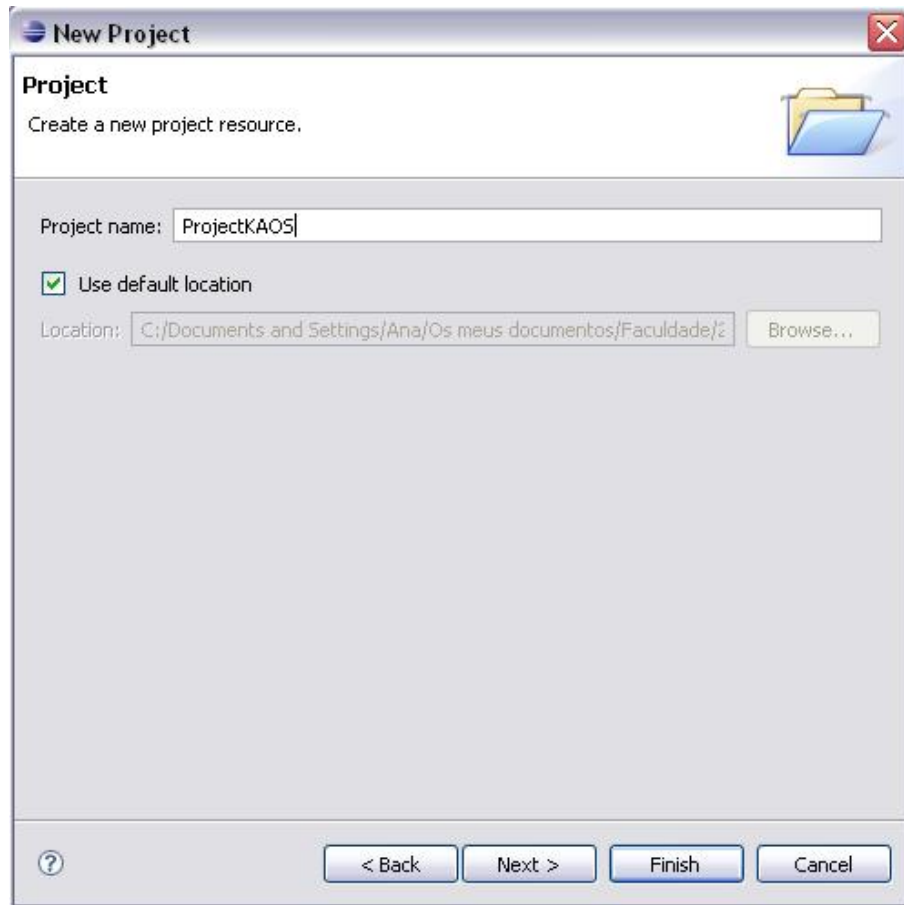 New Project
Project
Create a new project resource.
Project name: ProjectKAOS
Use default location
Location: C:/Documents and Settings/Ana/Os meus documentos/Faculdade/2 Browse...
< Back Next > Finish Cancel